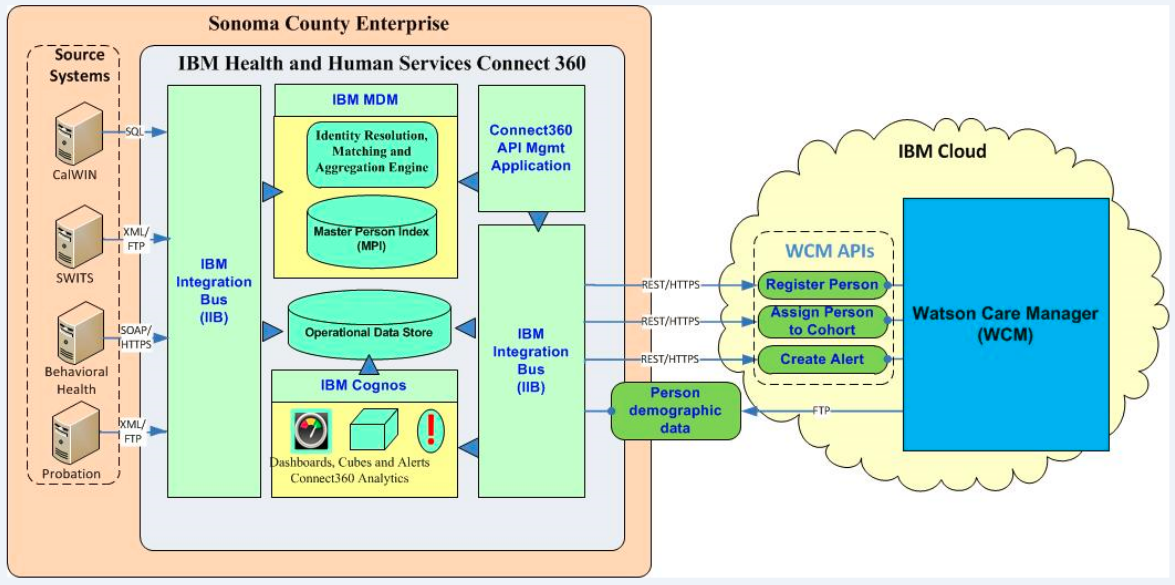 Sonoma County Enterprise
Source
Systems
IBM Health and Human Services Connect 360
CalWIN
SQL
SWITS
XML/
FTP
Behavioral
Health
SOAP/
HTTPS
Probation
XML/
FTP
IBM
Integration
Bus
(IIB)
IBM MDM
Identity Resolution,
Matching and
Aggregation Engine
Master Person Index
(MPI)
Operational Data Store
IBM Cognos
Dashboards, Cubes and Alerts
Connect360 Analytics
Connect360
API Mgmt
Application
IBM
Integration
Bus
(IIB)
REST/HTTPS
REST/HTTPS
REST/HTTPS
Person
demographic
data
FTP
IBM Cloud
WCM APIs
Register Person
Assign Person
to Cohort
Create Alert
Watson Care Manager
(WCM)